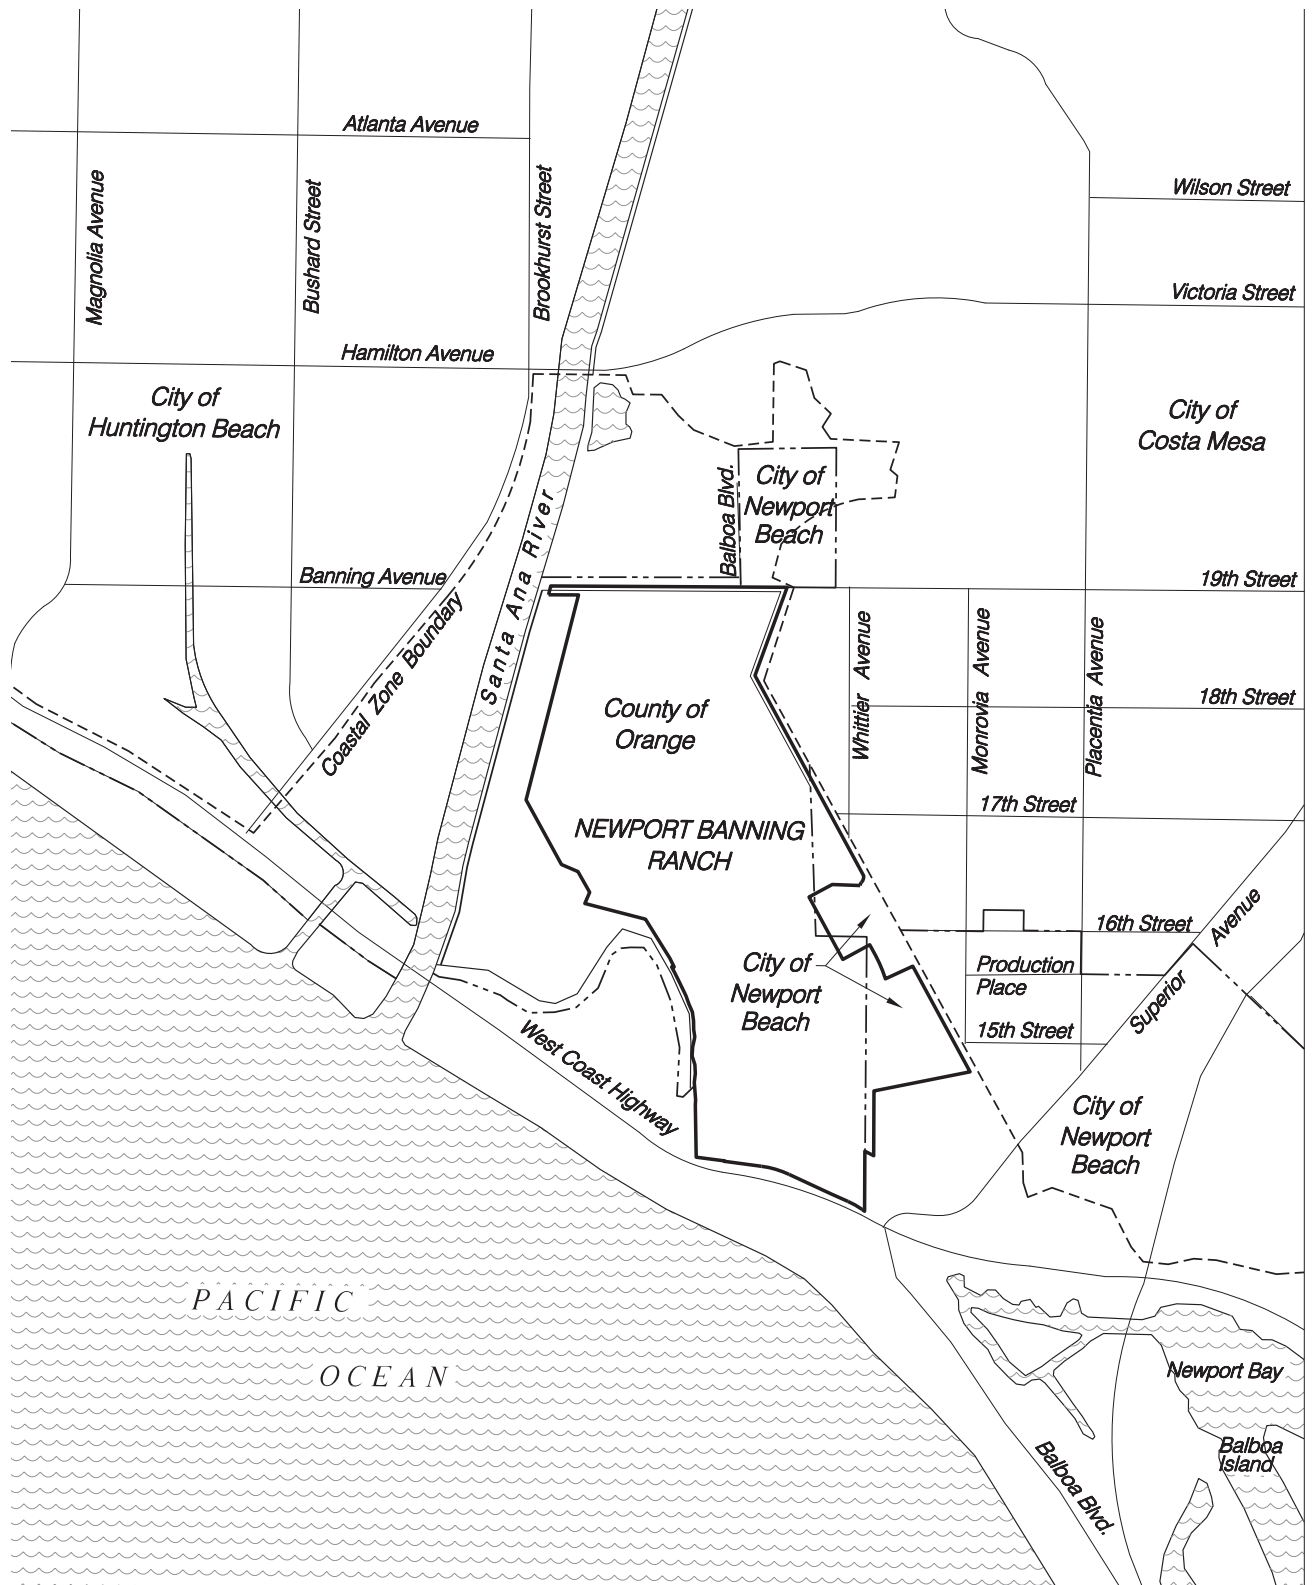 Atlanta Avenue
Magnolia Avenue
Bushard Street
Brookhurst Street
Wilson Street
Victoria Street
Hamilton Avenue
City of
Huntington Beach
City of
Costa Mesa
Balboa Blvd.
City of
Newport
Beach
Banning Avenue
19th Street
Santa Ana River
Coastal Zone Boundary
Whittier Avenue
Monrovia Avenue
Placentia Avenue
18th Street
County of
Orange
17th Street
NEWPORT BANNING
RANCH
16th Street
Superior Avenue
City of
Newport
Beach
Production
Place
15th Street
West Coast Highway
City of
Newport
Beach
PACIFIC
OCEAN
Newport Bay
Balboa
Island
Balboa Blvd.